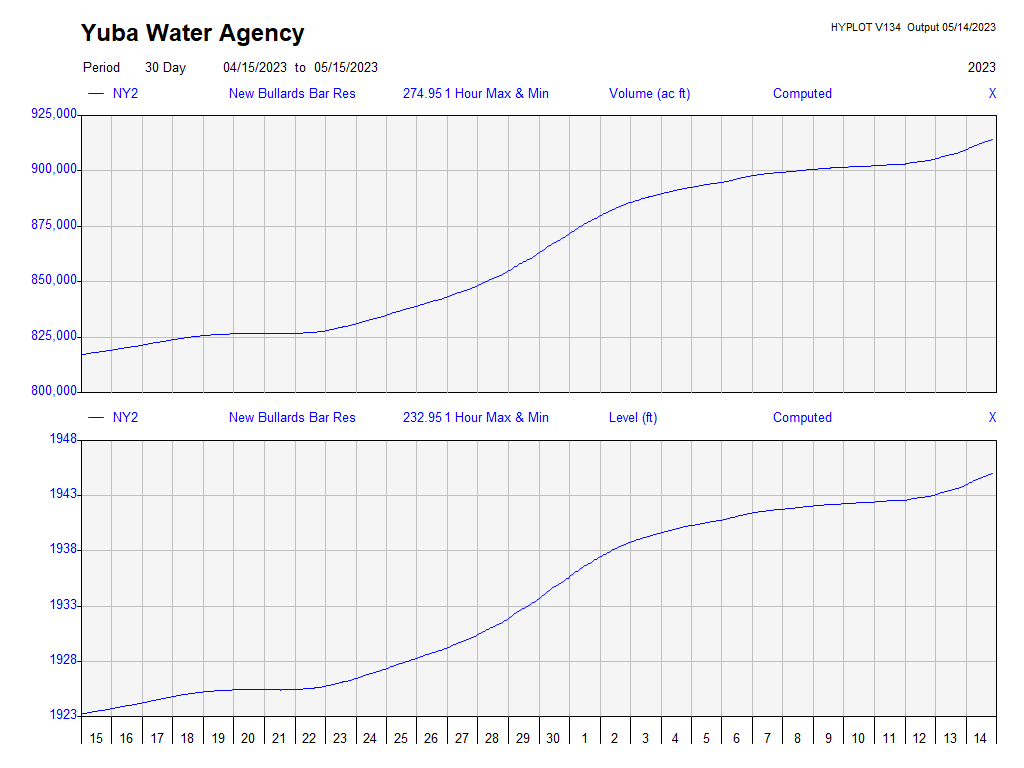 Yuba Water Agency
HYPLOT V134 Output 05/14/2023
Period 30 Day 04/15/2023 to 05/15/2023 2023
NY2 New Bullards Bar Res 274.95 1 Hour Max & Min Volume (ac ft) Computed X
925,000
900,000
875,000
850,000
825,000
800,000
NY2 New Bullards Bar Res 232.95 1 Hour Max & Min Level (ft) Computed X
1948
1943
1938
1933
1928
1923
15 16 17 18 19 20 21 22 23 24 25 26 27 28 29 30 1 2 3 4 5 6 7 8 9 10 11 12 13 14